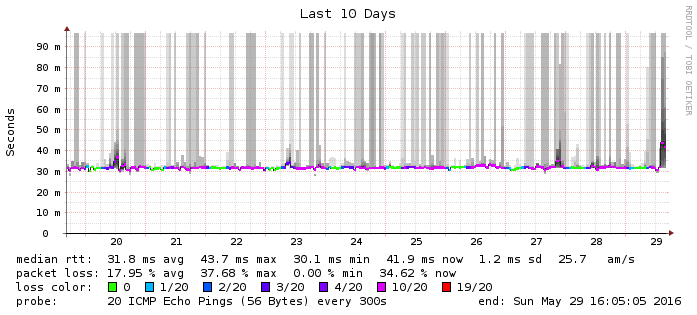 Last 10 Days
RRDTOOL / TOBI OETIKER
Seconds
90 m
80 m
70 m
60 m
50 m
40 m
30 m
20 m
10 m
0
20 21 22 23 24 25 26 27 28 29
median rtt: 31.8 ms avg 43.7 ms max 30.1 ms min 41.9 ms now 1.2 ms sd 25.7 am/s
packet loss: 17.95 % avg 37.68 % max 0.00 % min 34.62 % now
loss color: 0 1/20 2/20 3/20 4/20 10/20 19/20
probe: 20 ICMP Echo Pings (56 Bytes) every 300s end: Sun May 29 16:05:05 2016